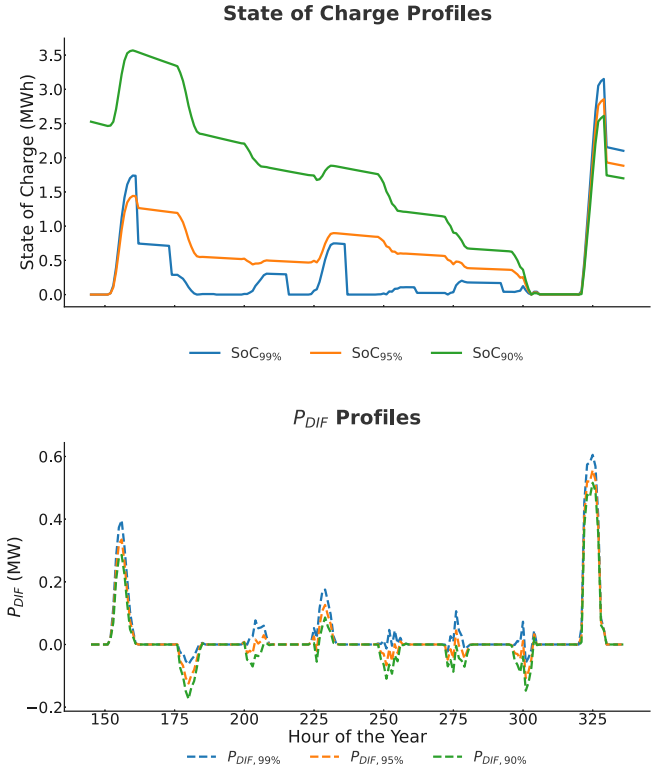 State of Charge Profiles
State of Charge (MWh)
3.5
3.0
2.5
2.0
1.5
1.0
0.5
0.0
SoC99% SoC95% SoC90%
PDIF Profiles
PDIF (MW)
0.6
0.4
0.2
0.0
−0.2
150 175 200 225 250 275 300 325
Hour of the Year
PDIF, 99% PDIF, 95% PDIF, 90%